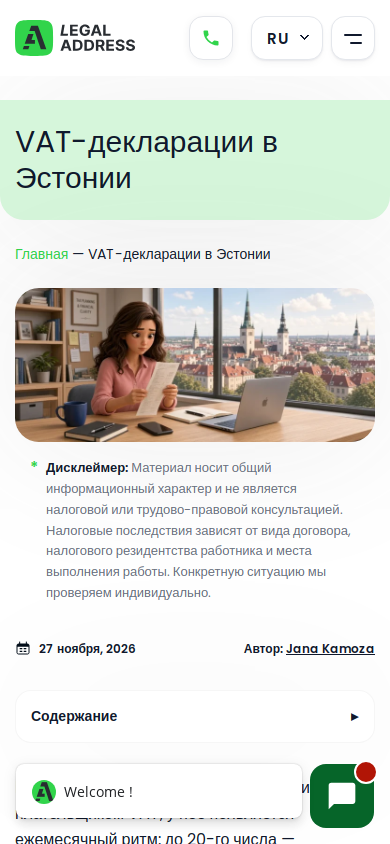 LEGAL
ADDRESS
RU
VAT-декларации в
Эстонии
Главная — VAT-декларации в Эстонии
* Дисклеймер: Материал носит общий
информационный характер и не является
налоговой или трудово-правовой консультацией.
Налоговые последствия зависят от вида договора,
налогового резидентства работника и места
выполнения работы. Конкретную ситуацию мы
проверяем индивидуально.
27 ноября, 2026
Автор: Jana Kamoza
Содержание
Welcome !
ежемесячный ритм: до 20-го числа —